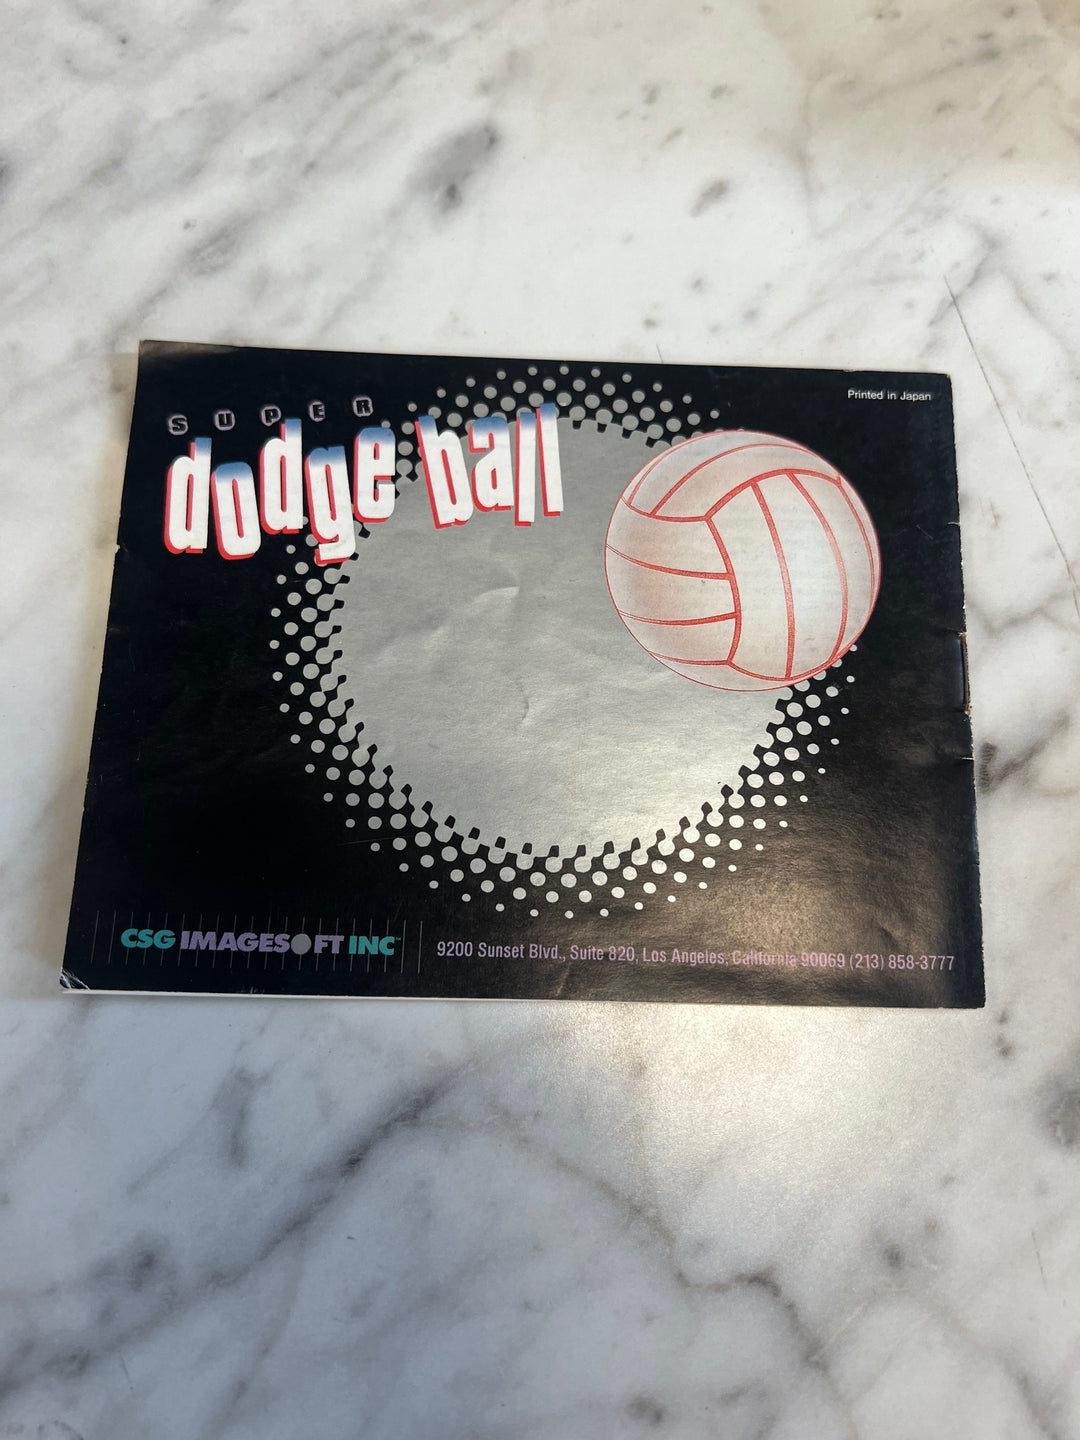 SUPER
dodge ball
Printed in Japan
CSG IMAGESOFT INC™
9200 Sunset Blvd., Suite 820, Los Angeles, California 90069 (213) 858-3777